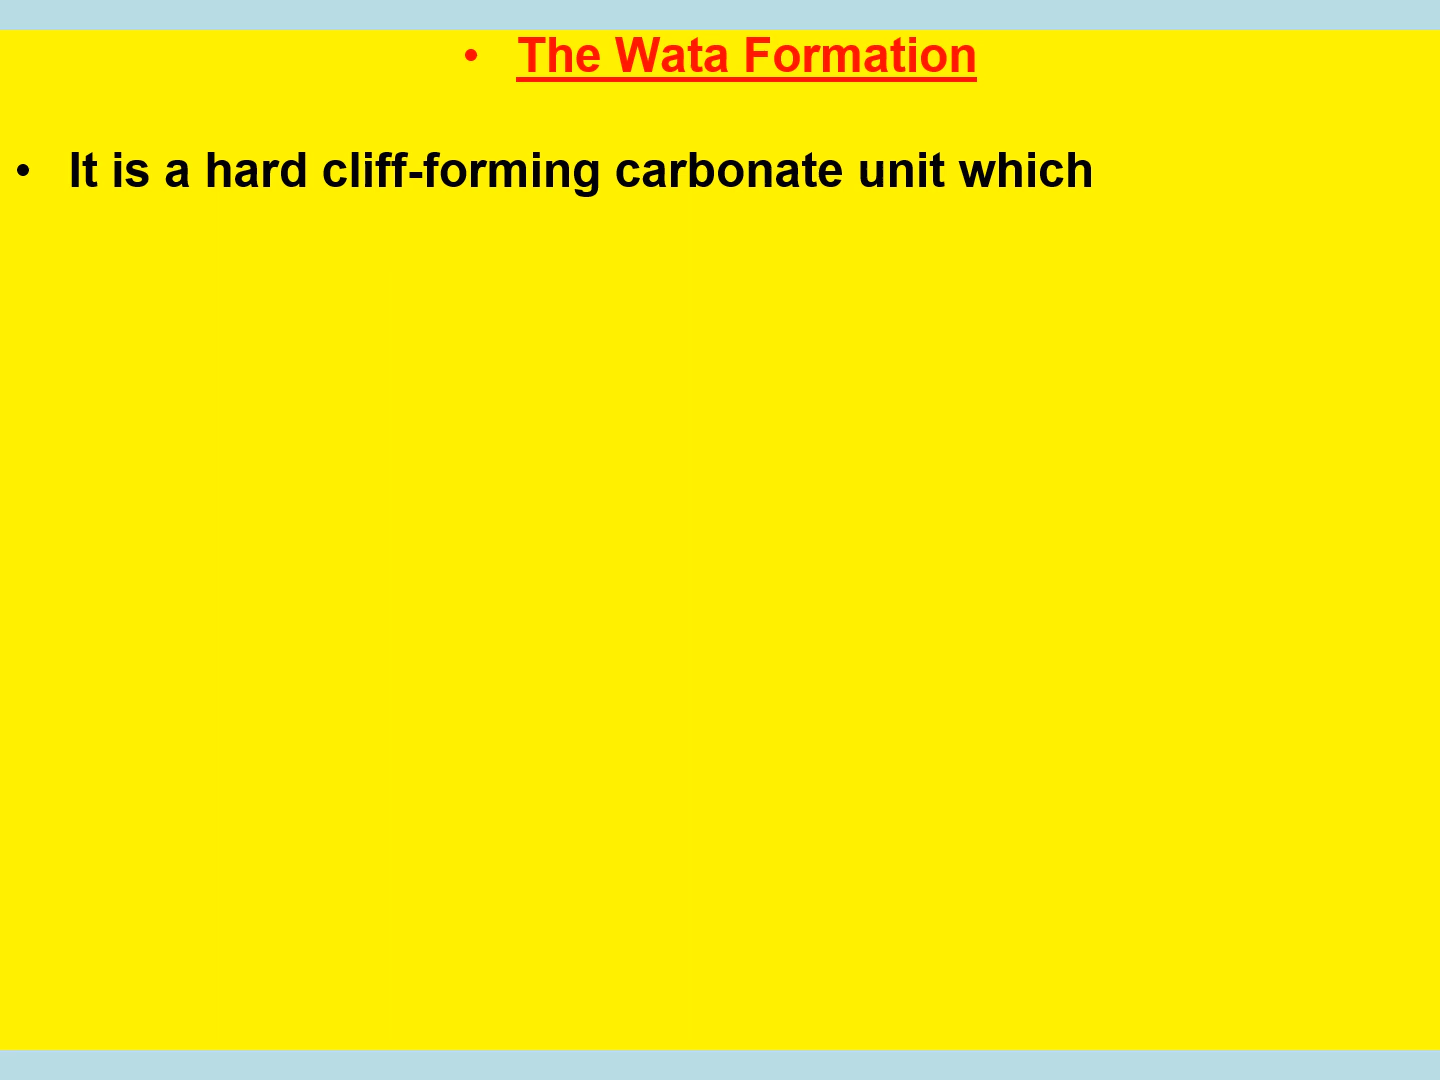 • The Wata Formation
• It is a hard cliff-forming carbonate unit which